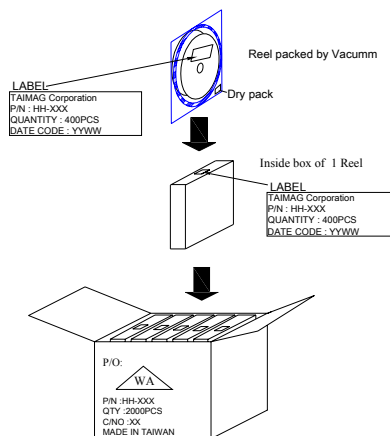 Reel packed by Vacumm
LABEL
TAIMAG Corporation
P/N : HH-XXX
QUANTITY : 400PCS
DATE CODE : YYWW
Dry pack
Inside box of 1 Reel
LABEL
TAIMAG Corporation
P/N : HH-XXX
QUANTITY : 400PCS
DATE CODE : YYWW
P/O:
WA
P/N :HH-XXX
QTY :2000PCS
C/NO :XX
MADE IN TAIWAN